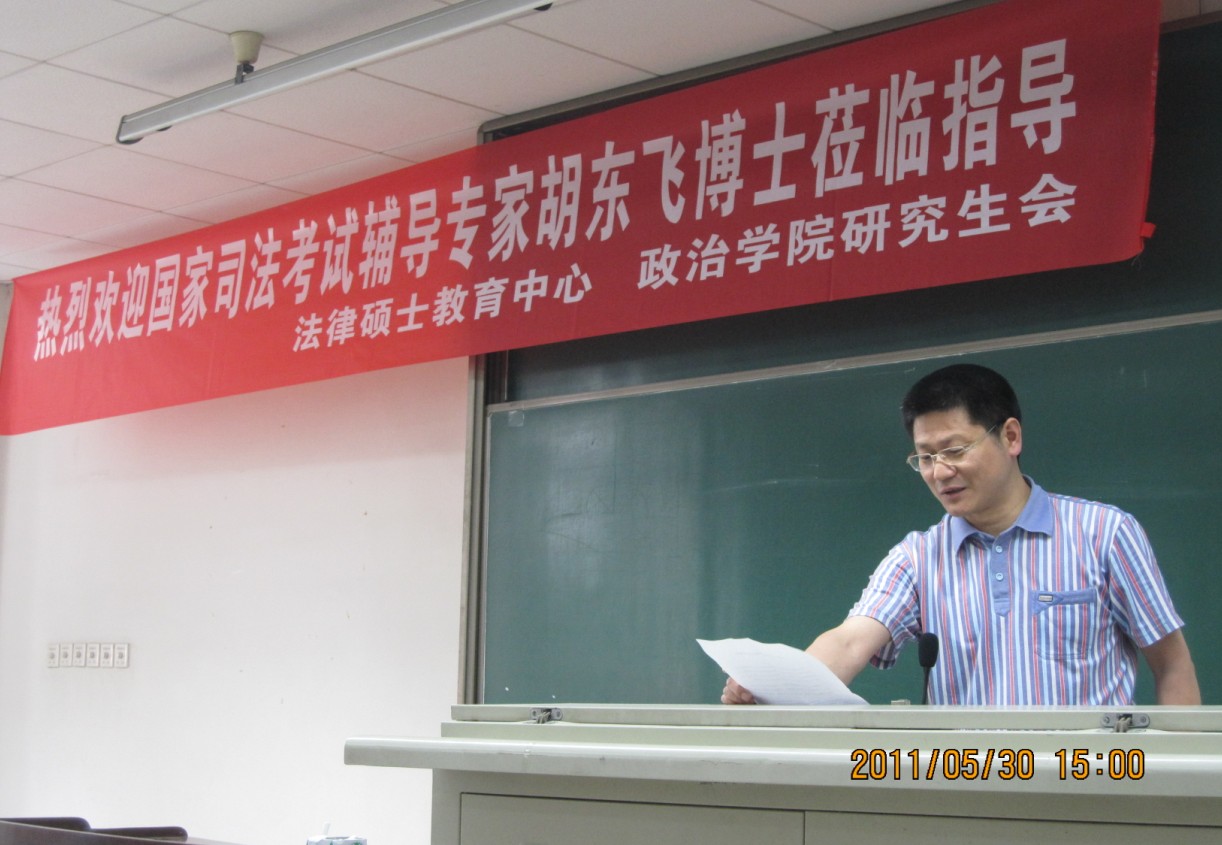 热烈欢迎国家司法考试辅导专家胡东飞博士莅临指导
法律硕士教育中心 政治学院研究生会
2011/05/30 15:00